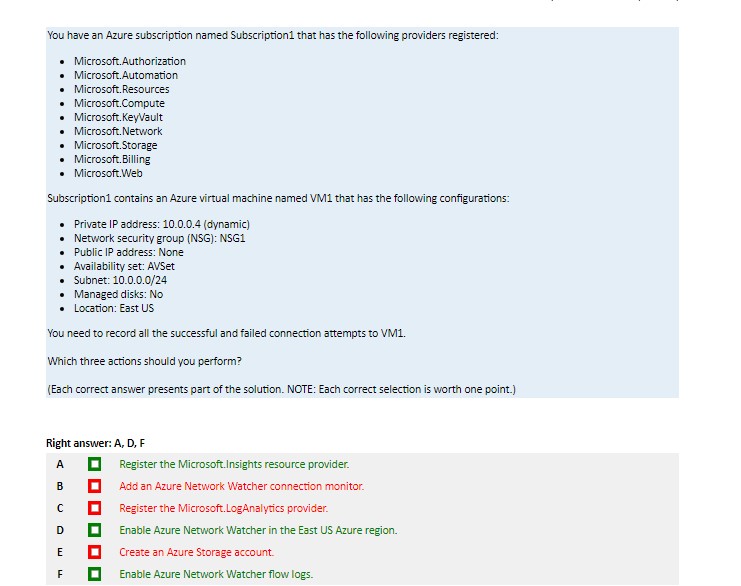 You have an Azure subscription named Subscription1 that has the following providers registered:
• Microsoft.Authorization
• Microsoft.Automation
• Microsoft.Resources
• Microsoft.Compute
• Microsoft.KeyVault
• Microsoft.Network
• Microsoft.Storage
• Microsoft.Billing
• Microsoft.Web
Subscription1 contains an Azure virtual machine named VM1 that has the following configurations:
• Private IP address: 10.0.0.4 (dynamic)
• Network security group (NSG): NSG1
• Public IP address: None
• Availability set: AVSet
• Subnet: 10.0.0.0/24
• Managed disks: No
• Location: East US
You need to record all the successful and failed connection attempts to VM1.
Which three actions should you perform?
(Each correct answer presents part of the solution. NOTE: Each correct selection is worth one point.)
Right answer: A, D, F
A Register the Microsoft.Insights resource provider.
B Add an Azure Network Watcher connection monitor.
C Register the Microsoft.LogAnalytics provider.
D Enable Azure Network Watcher in the East US Azure region.
E Create an Azure Storage account.
F Enable Azure Network Watcher flow logs.